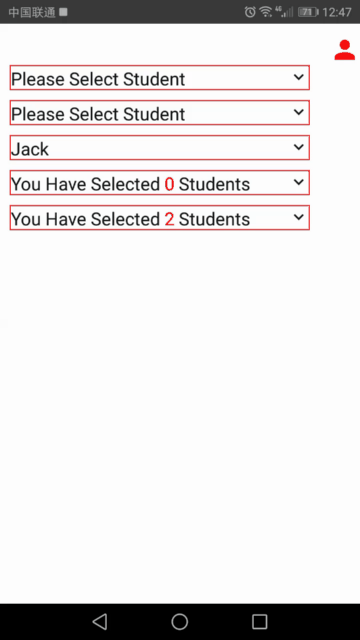 中国联通 46 71 12:47
Please Select Student
Please Select Student
Jack
You Have Selected 0 Students
You Have Selected 2 Students